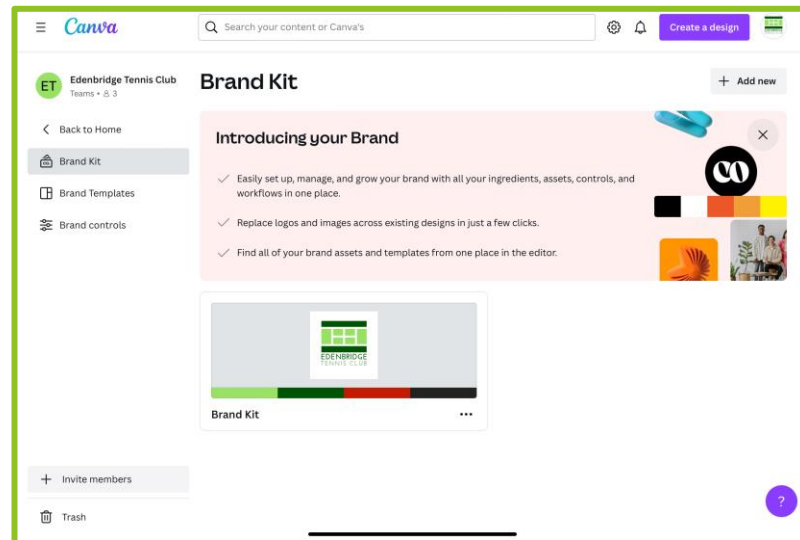 Canva
Search your content or Canva's
Create a design
ET
Edenbridge Tennis Club
Teams • 3
Back to Home
Brand Kit
Brand Templates
Brand controls
Invite members
Trash
Brand Kit
+ Add new
Introducing your Brand
Easily set up, manage, and grow your brand with all your ingredients, assets, controls, and
workflows in one place.
Replace logos and images across existing designs in just a few clicks.
Find all of your brand assets and templates from one place in the editor.
CO
EDENBRIDGE
TENNIS CLUB
Brand Kit
?